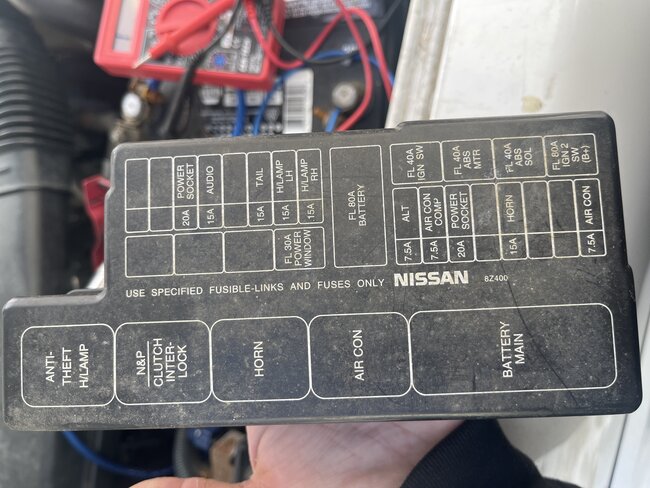 POWER
SOCKET
20A
AUDIO
15A
TAIL
15A
H/LAMP
LH
15A
H/LAMP
RH
15A
FL 30A
POWER
WINDOW
FL 80A
BATTERY
FL 40A
IGN SW
FL 40A
ABS
MTR
FL 40A
ABS
SOL
FL 80A
IGN 2
SW
(B+)
ALT
7.5A
AIR CON
COMP
7.5A
POWER
SOCKET
20A
HORN
15A
AIR CON
7.5A
USE SPECIFIED FUSIBLE-LINKS AND FUSES ONLY NISSAN 8Z400
ANTI-
THEFT
H/LAMP
N&P
CLUTCH
INTER-
LOCK
HORN
AIR CON
BATTERY
MAIN